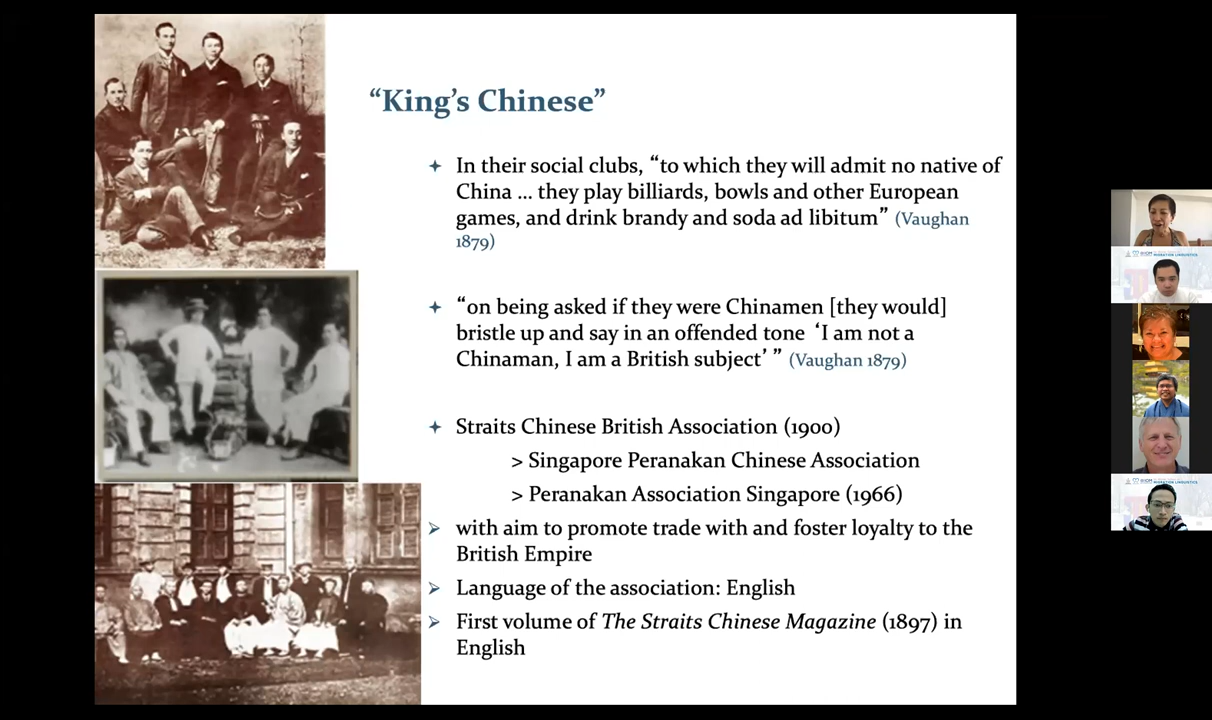 “King’s Chinese”
In their social clubs, “to which they will admit no native of
China ... they play billiards, bowls and other European
games, and drink brandy and soda ad libitum” (Vaughan
1879)
“on being asked if they were Chinamen [they would]
bristle up and say in an offended tone ‘I am not a
Chinaman, I am a British subject’ ” (Vaughan 1879)
Straits Chinese British Association (1900)
> Singapore Peranakan Chinese Association
> Peranakan Association Singapore (1966)
with aim to promote trade with and foster loyalty to the
British Empire
Language of the association: English
First volume of The Straits Chinese Magazine (1897) in
English